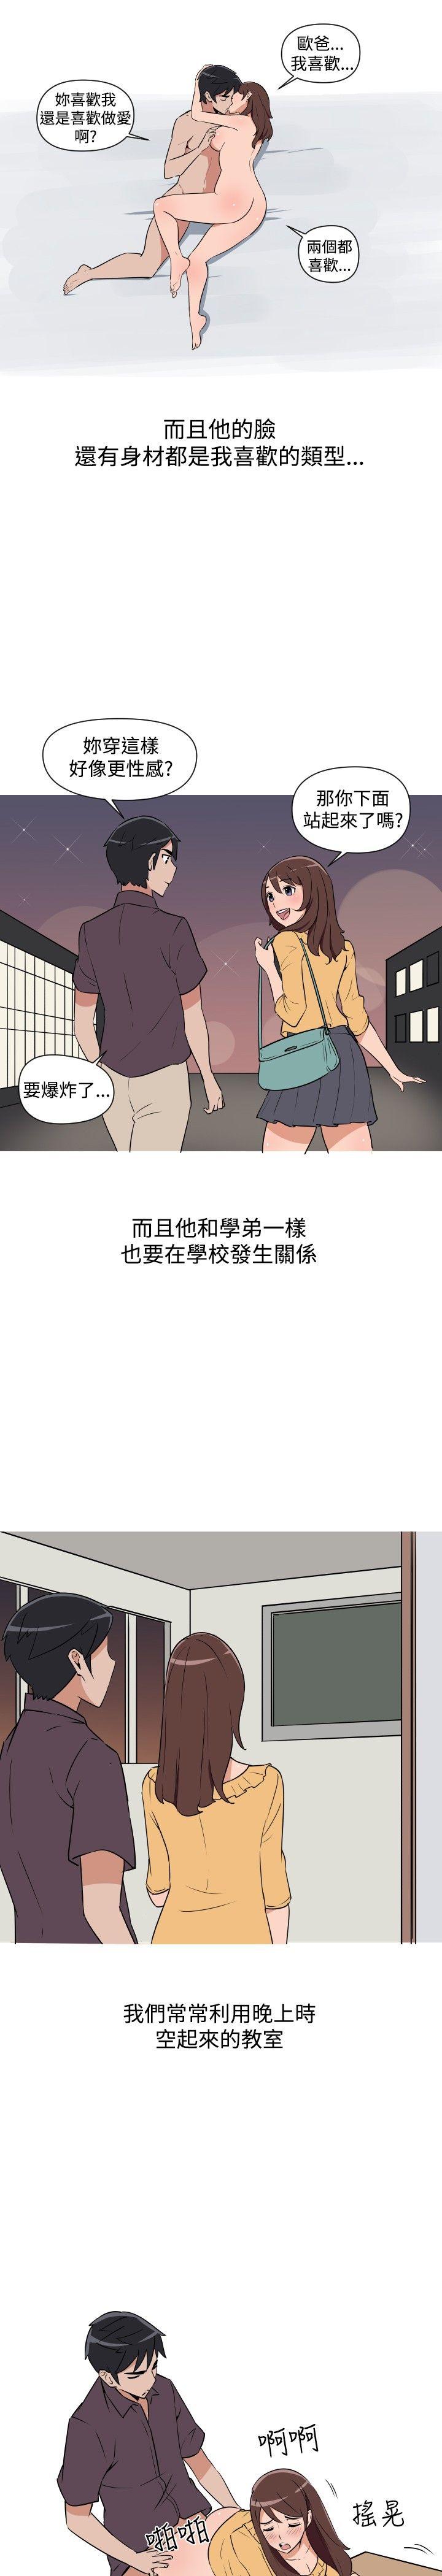 歐爸...
我喜歡...
妳喜歡我
還是喜歡做愛
啊?
兩個都
喜歡...
而且他的臉
還有身材都是我喜歡的類型...
妳穿這樣
好像更性感?
那你下面
站起來了嗎?
要爆炸了...
而且他和學弟一樣
也要在學校發生關係
我們常常利用晚上時
空起來的教室
啊啊
搖晃
啪啪